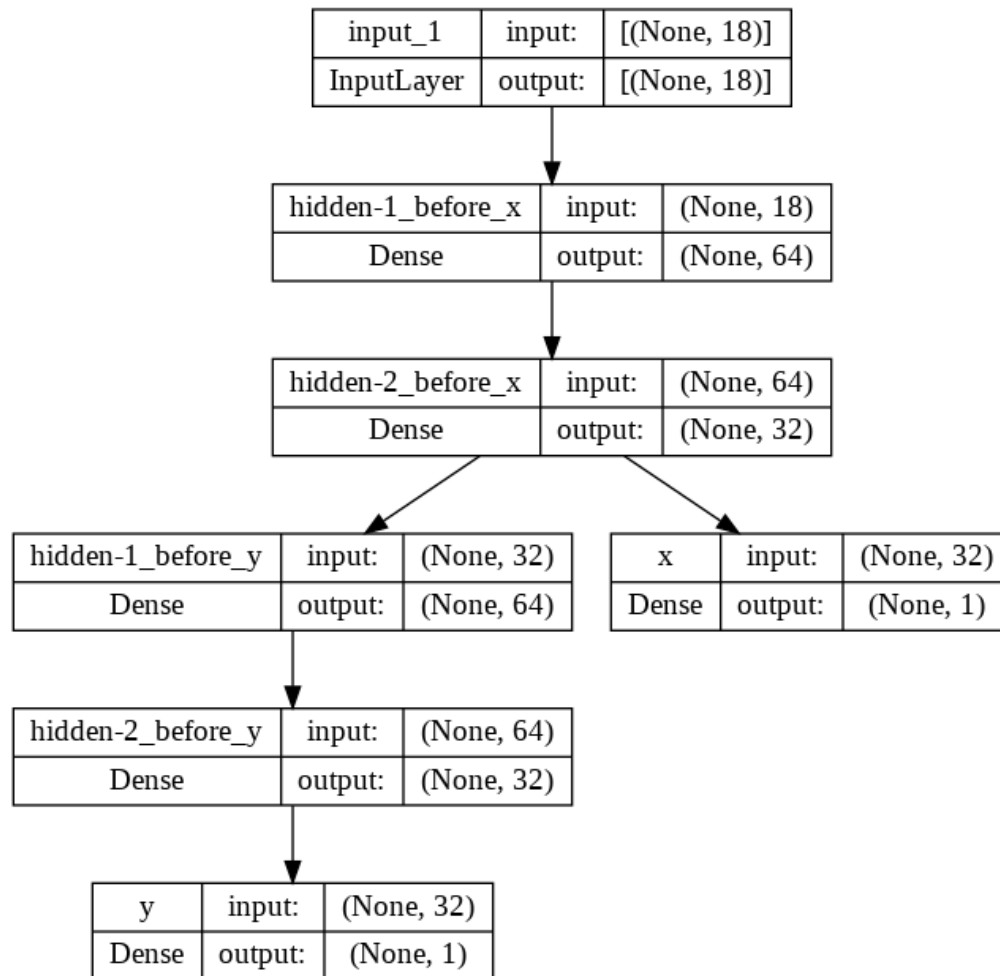 input_1 input: [(None, 18)]
InputLayer output: [(None, 18)]
hidden-1_before_x input: (None, 18)
Dense output: (None, 64)
hidden-2_before_x input: (None, 64)
Dense output: (None, 32)
hidden-1_before_y input: (None, 32)
Dense output: (None, 64)
x input: (None, 32)
Dense output: (None, 1)
hidden-2_before_y input: (None, 64)
Dense output: (None, 32)
y input: (None, 32)
Dense output: (None, 1)